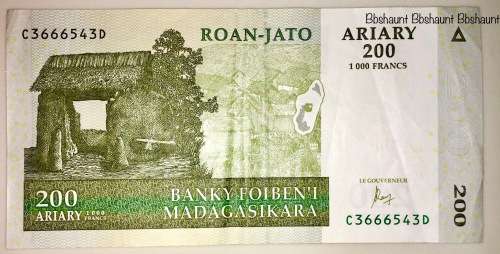 Bbshaunt Bbshaunt Bbshaunt
C3666543D
ROAN-JATO
ARIARY
200
1 000 FRANCS
200
ARIARY 1 000 FRANCS
BANKY FOIBEN'I
MADAGASIKARA
LE GOUVERNEUR
C3666543D
200